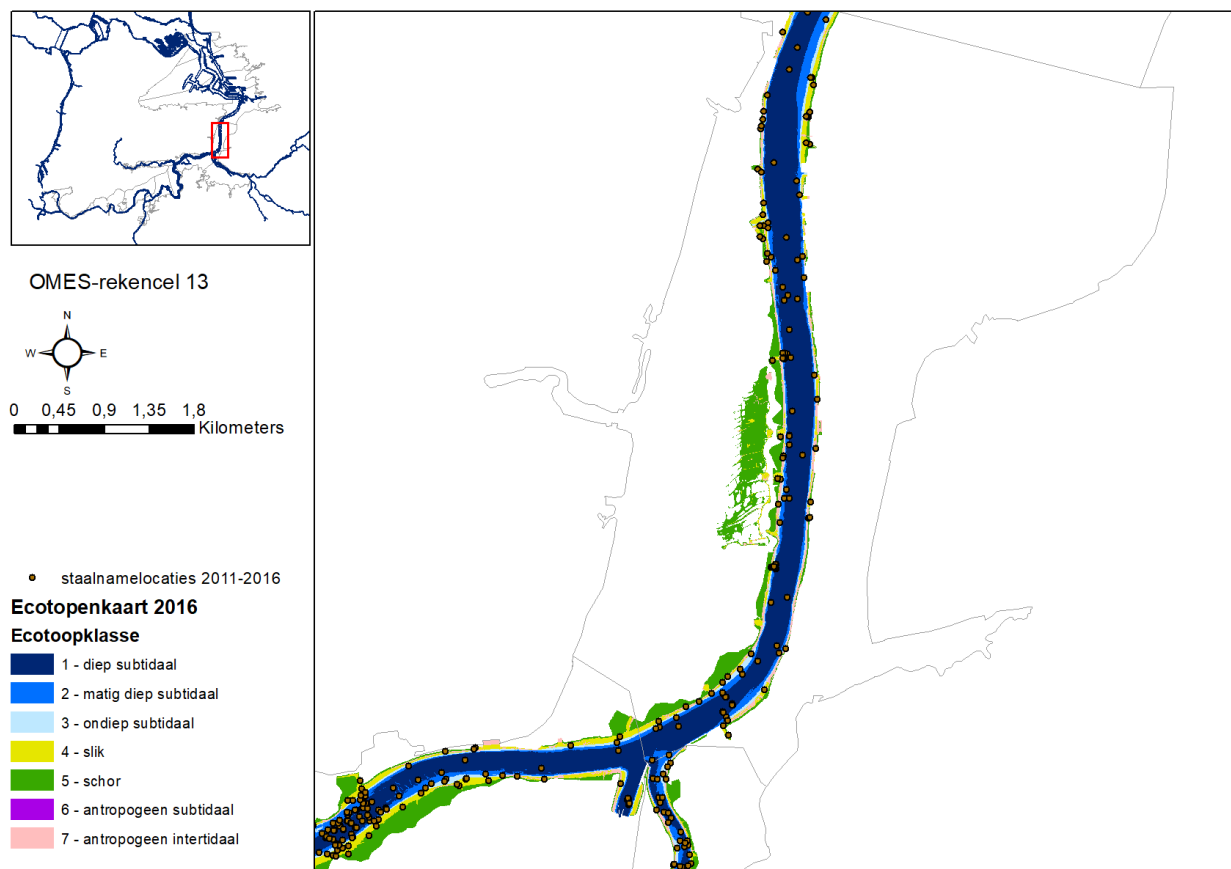 OMES-rekencel 13
N
W
E
S
0 0,45 0,9 1,35 1,8
Kilometers
staalnamelocaties 2011-2016
Ecotopenkaart 2016
Ecotoopklasse
1 - diep subtidaal
2 - matig diep subtidaal
3 - ondiep subtidaal
4 - slik
5 - schor
6 - antropogeen subtidaal
7 - antropogeen intertidaal